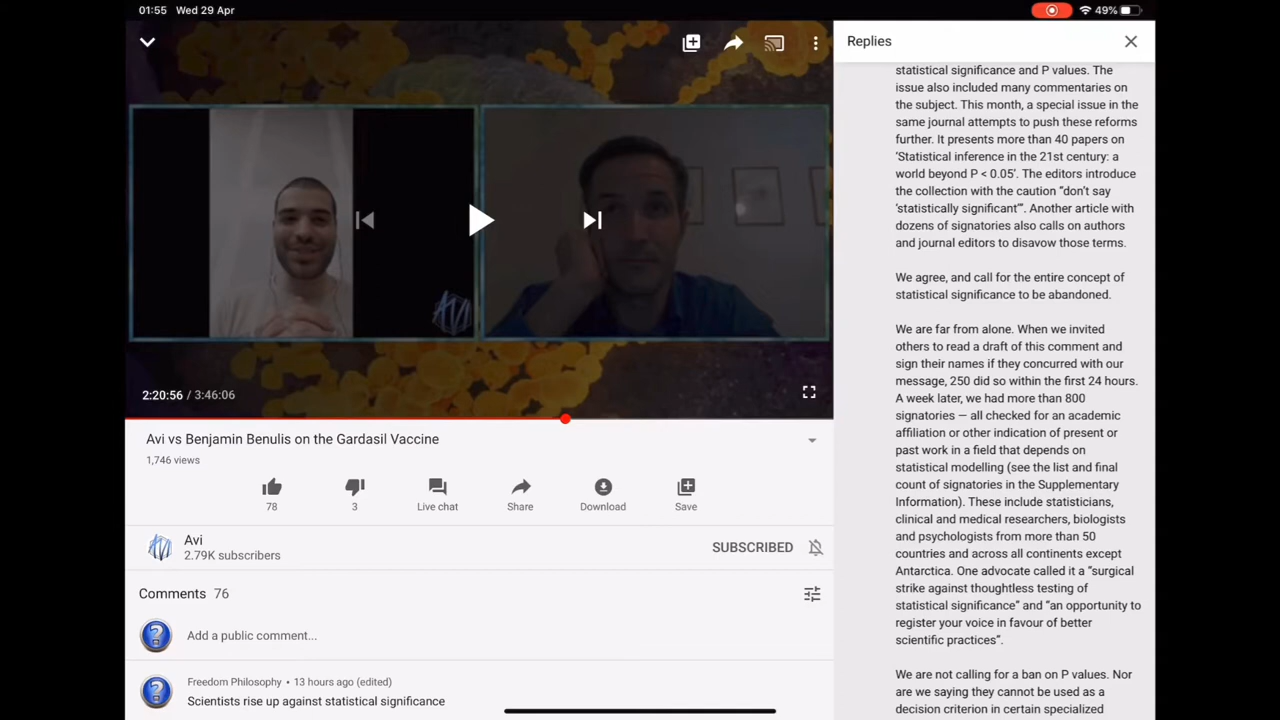 01:55 Wed 29 Apr
49%
2:20:56 / 3:46:06
Avi vs Benjamin Benulis on the Gardasil Vaccine
1,746 views
78
3
Live chat
Share
Download
Save
Avi
2.79K subscribers
SUBSCRIBED
Comments 76
Add a public comment...
Freedom Philosophy • 13 hours ago (edited)
Scientists rise up against statistical significance
Replies
statistical significance and P values. The
issue also included many commentaries on
the subject. This month, a special issue in the
same journal attempts to push these reforms
further. It presents more than 40 papers on
‘Statistical inference in the 21st century: a
world beyond P < 0.05’. The editors introduce
the collection with the caution “don’t say
‘statistically significant’”. Another article with
dozens of signatories also calls on authors
and journal editors to disavow those terms.
We agree, and call for the entire concept of
statistical significance to be abandoned.
We are far from alone. When we invited
others to read a draft of this comment and
sign their names if they concurred with our
message, 250 did so within the first 24 hours.
A week later, we had more than 800
signatories — all checked for an academic
affiliation or other indication of present or
past work in a field that depends on
statistical modelling (see the list and final
count of signatories in the Supplementary
Information). These include statisticians,
clinical and medical researchers, biologists
and psychologists from more than 50
countries and across all continents except
Antarctica. One advocate called it a “surgical
strike against thoughtless testing of
statistical significance” and “an opportunity to
register your voice in favour of better
scientific practices”.
We are not calling for a ban on P values. Nor
are we saying they cannot be used as a
decision criterion in certain specialized